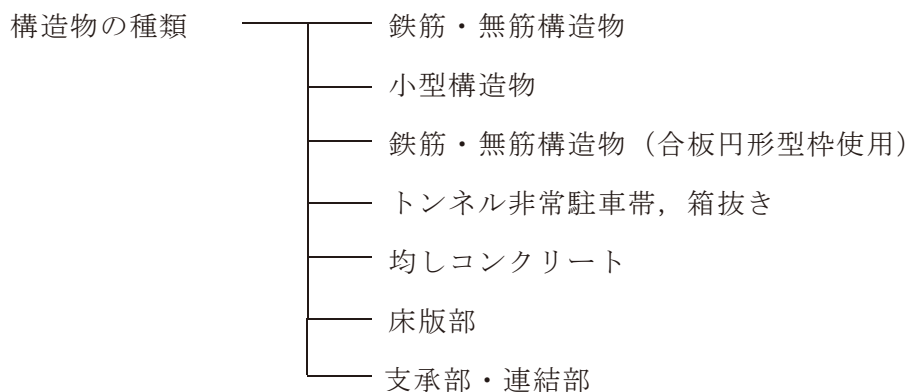 構造物の種類
鉄筋・無筋構造物
小型構造物
鉄筋・無筋構造物（合板円形型枠使用）
トンネル非常駐車帯，箱抜き
均しコンクリート
床版部
支承部・連結部